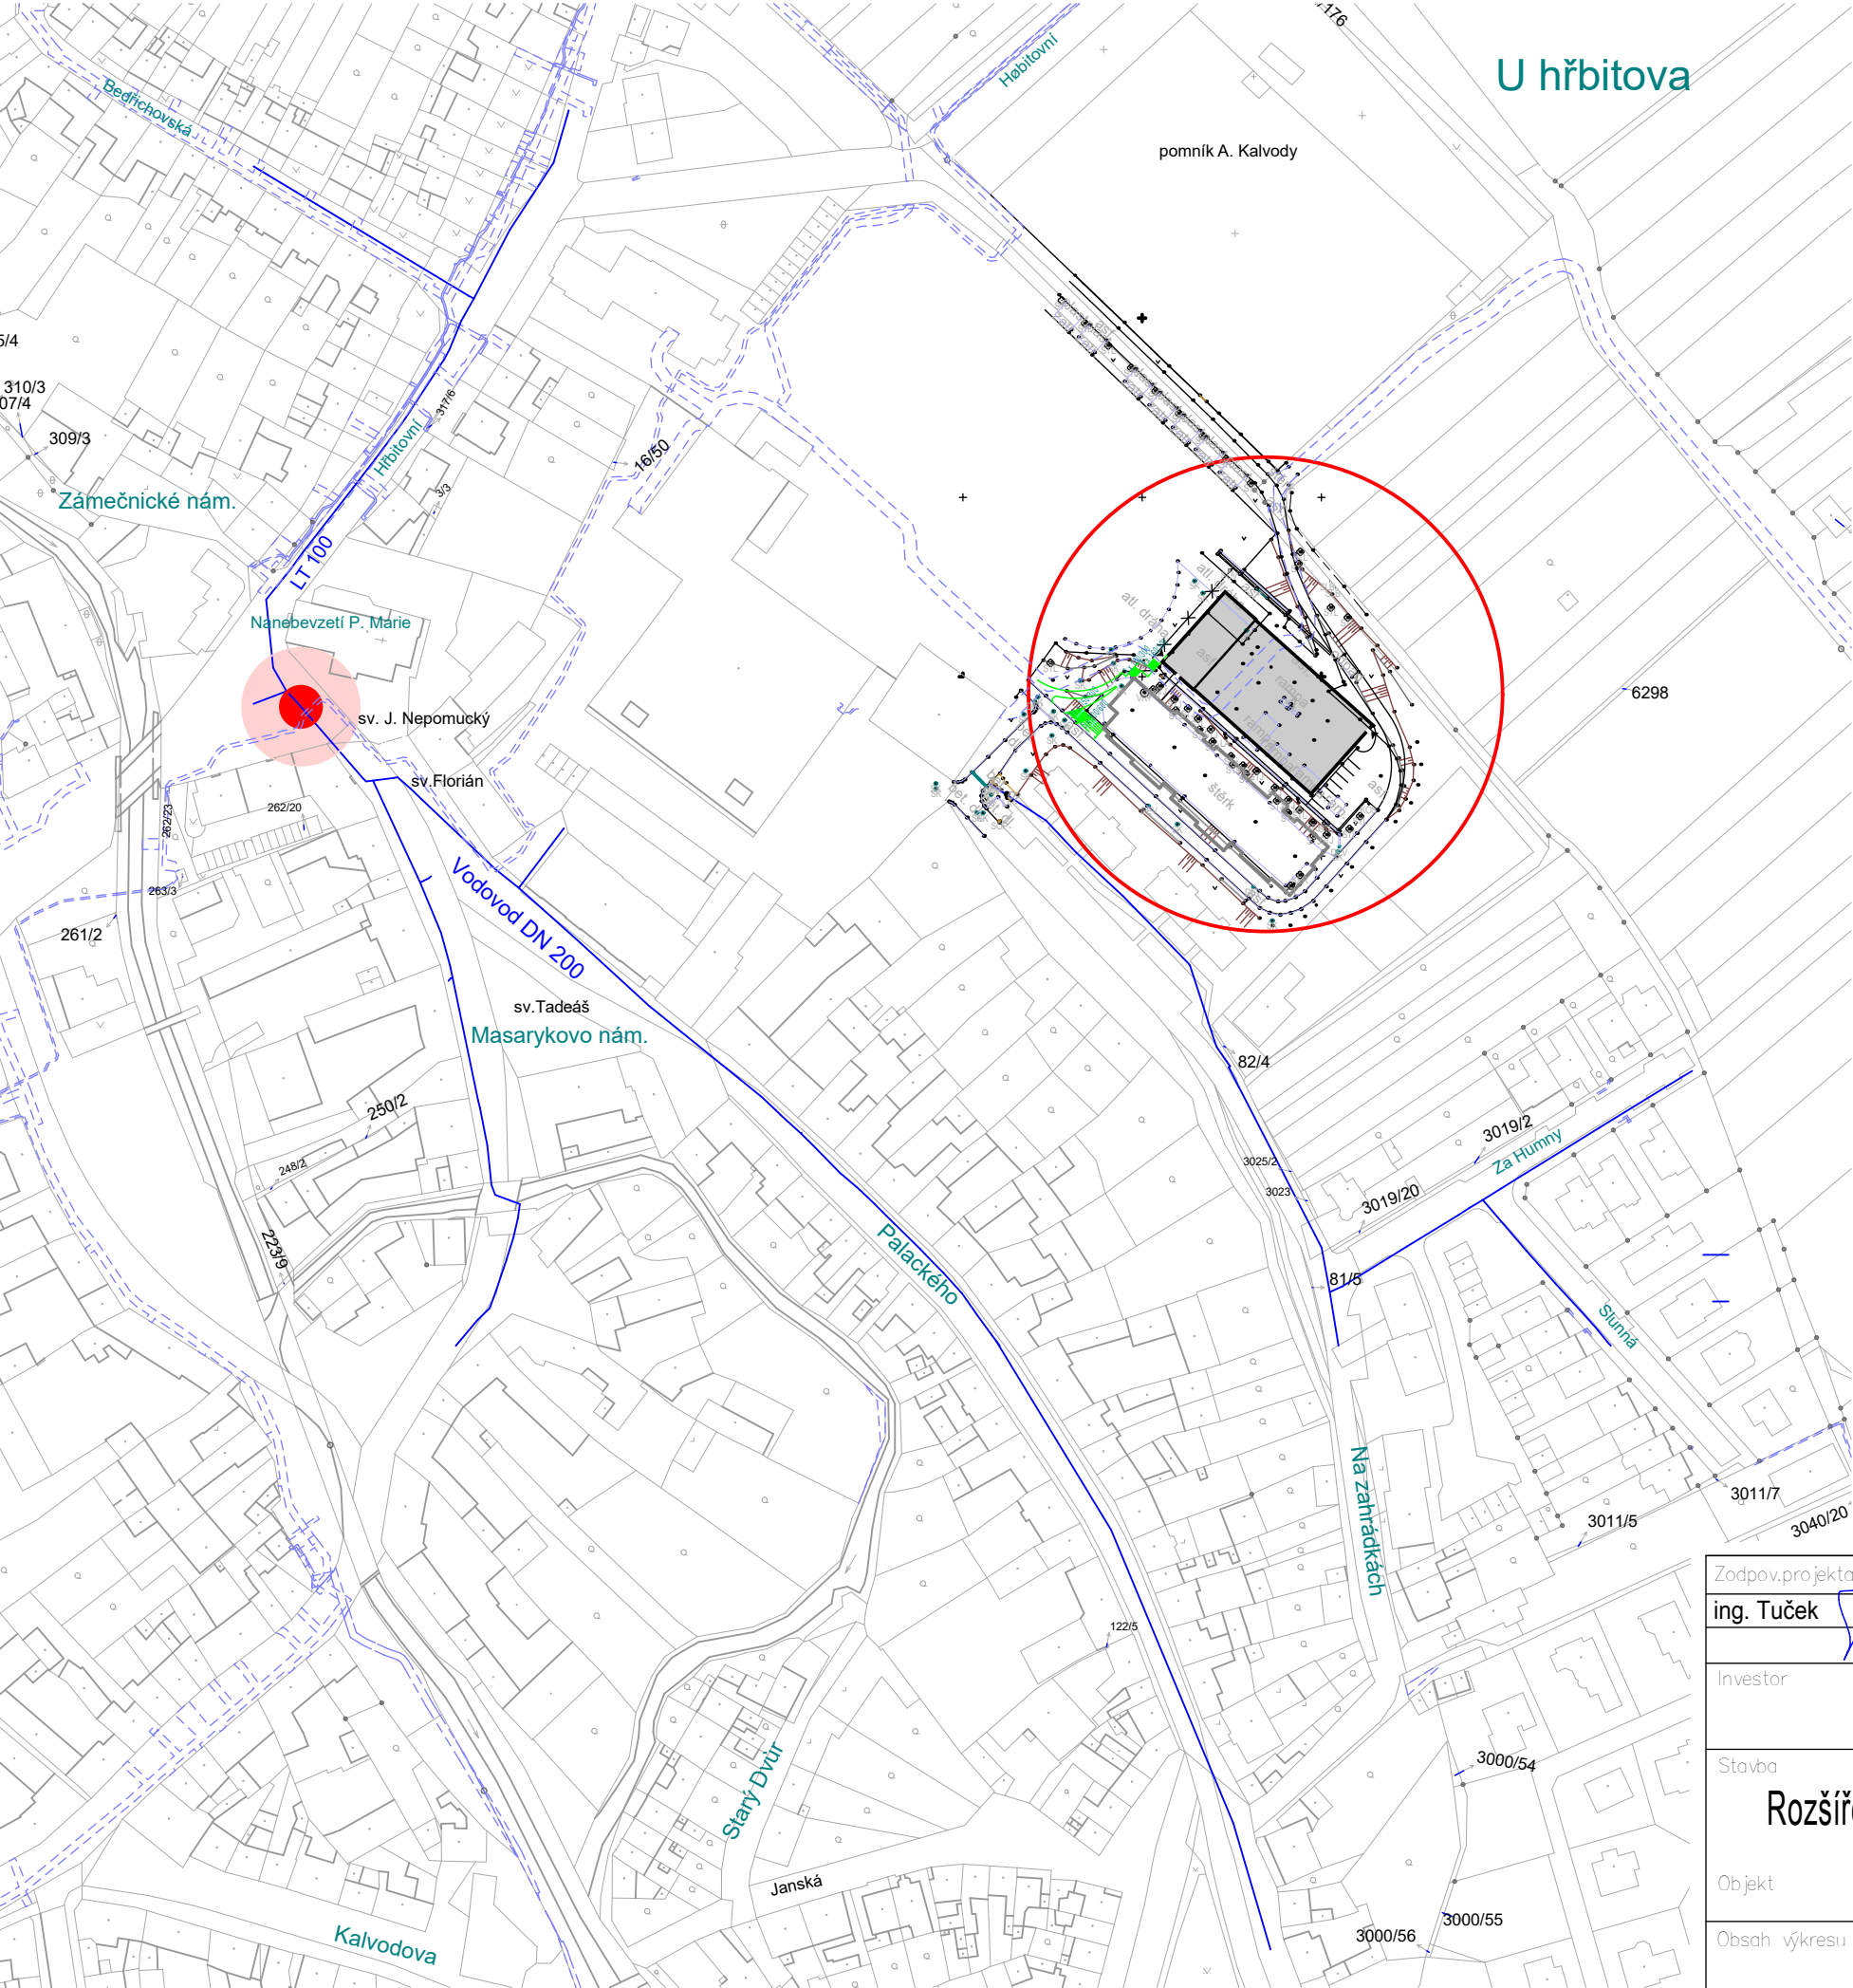 176
Høbitovní
U hřbitova
Bedřichovská
pomník A. Kalvody
5/4
310/3
07/4
309/3
317/6
Hřbitovní
16/50
3/3
Zámečnické nám.
LT 100
Nanebevzetí P. Marie
atl. dráha
6298
sv. J. Nepomucký
sv.Florián
štěrk
262/20
262/23
263/3
261/2
Vodovod DN 200
sv.Tadeáš
Masarykovo nám.
82/4
250/2
248/2
3019/2
Za Humny
3025/2
3023
3019/20
223/9
Palackého
81/5
Slunná
Na zahrádkách
3011/7
3011/5
3040/20
Zodpov.projekta
ing. Tuček
122/5
Investor
Stavba
3000/54
Rozšíř
Starý Dvůr
Janská
Objekt
3000/55
3000/56
Kalvodova
Obsah výkresu